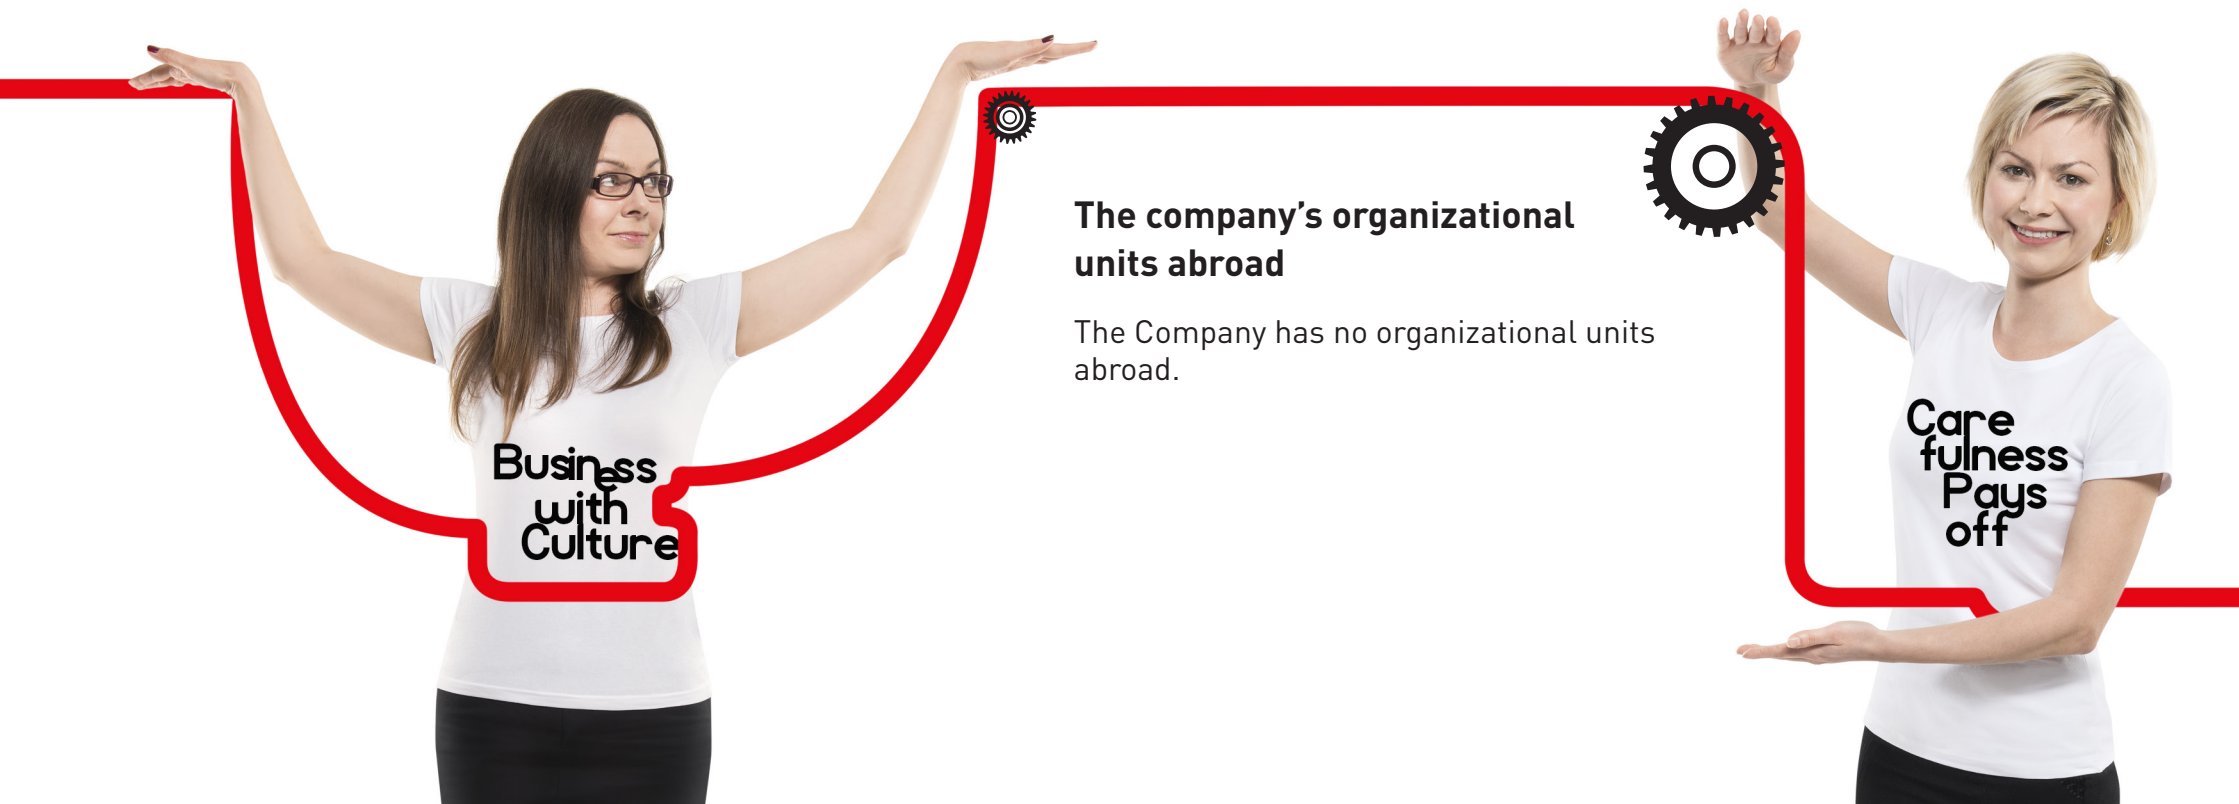 The company’s organizational
units abroad
The Company has no organizational units
abroad.
Business
with
Culture
Care
fulness
Pays
off